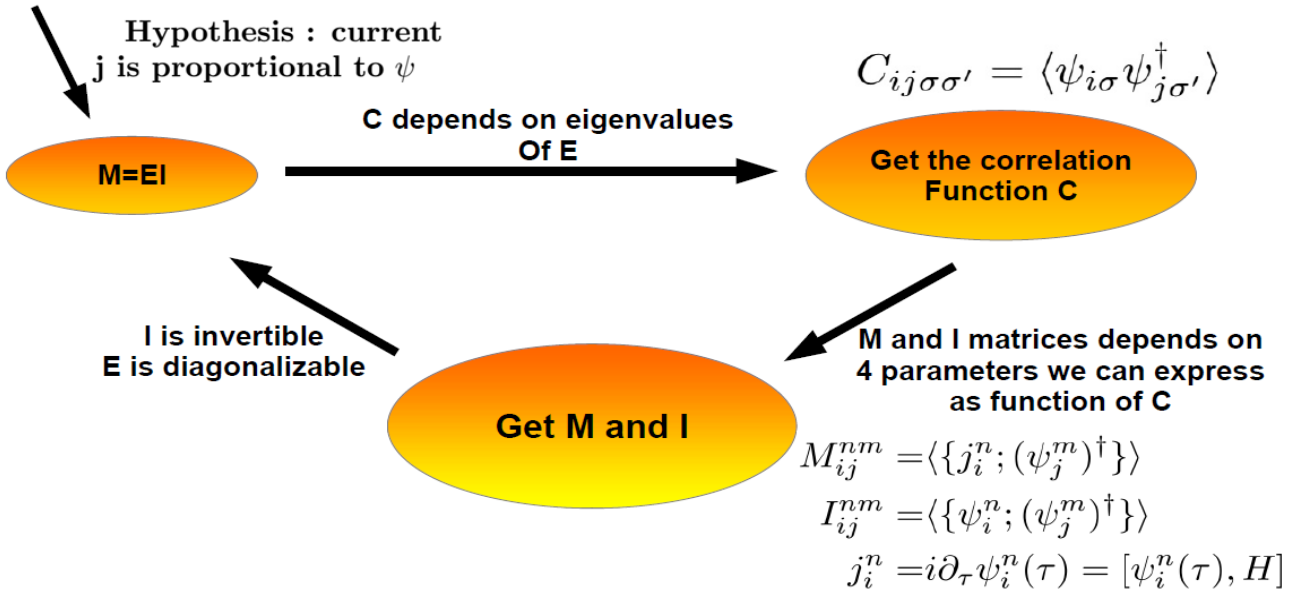 Hypothesis : current
j is proportional to ψ
C_{ijσσ'} = ⟨ψ_{iσ}ψ†_{jσ'}⟩
C depends on eigenvalues
Of E
M=EI
Get the correlation
Function C
I is invertible
E is diagonalizable
M and I matrices depends on
4 parameters we can express
as function of C
Get M and I
M^{nm}_{ij} =⟨{j^n_i; (ψ^m_j)†}⟩
I^{nm}_{ij} =⟨{ψ^n_i; (ψ^m_j)†}⟩
j^n_i =i∂_τψ^n_i(τ) = [ψ^n_i(τ), H]